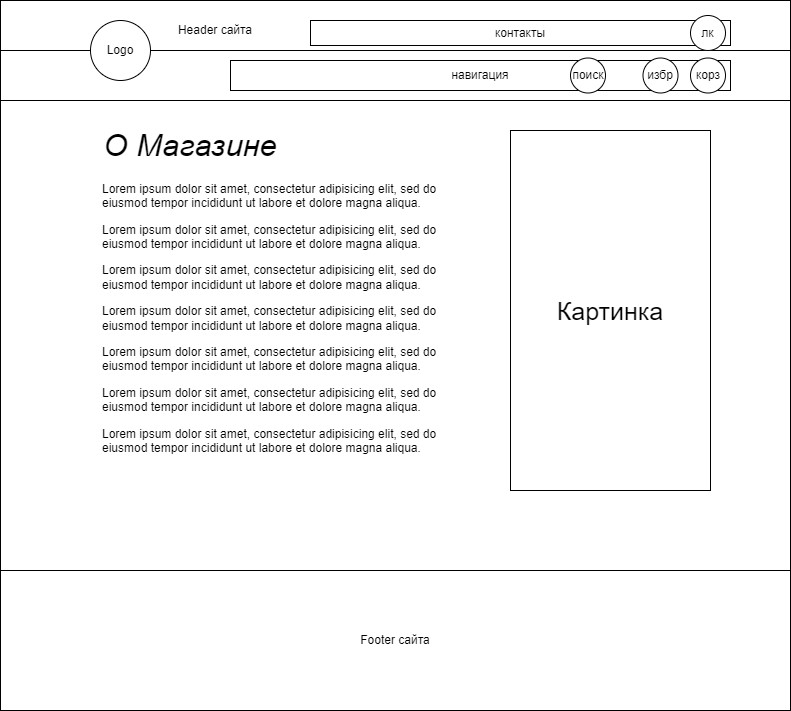 Header сайта
контакты
лк
Logo
навигация
поиск
избр
корз
О Магазине
Lorem ipsum dolor sit amet, consectetur adipisicing elit, sed do
eiusmod tempor incididunt ut labore et dolore magna aliqua.
Lorem ipsum dolor sit amet, consectetur adipisicing elit, sed do
eiusmod tempor incididunt ut labore et dolore magna aliqua.
Lorem ipsum dolor sit amet, consectetur adipisicing elit, sed do
eiusmod tempor incididunt ut labore et dolore magna aliqua.
Lorem ipsum dolor sit amet, consectetur adipisicing elit, sed do
eiusmod tempor incididunt ut labore et dolore magna aliqua.
Lorem ipsum dolor sit amet, consectetur adipisicing elit, sed do
eiusmod tempor incididunt ut labore et dolore magna aliqua.
Lorem ipsum dolor sit amet, consectetur adipisicing elit, sed do
eiusmod tempor incididunt ut labore et dolore magna aliqua.
Lorem ipsum dolor sit amet, consectetur adipisicing elit, sed do
eiusmod tempor incididunt ut labore et dolore magna aliqua.
Картинка
Footer сайта